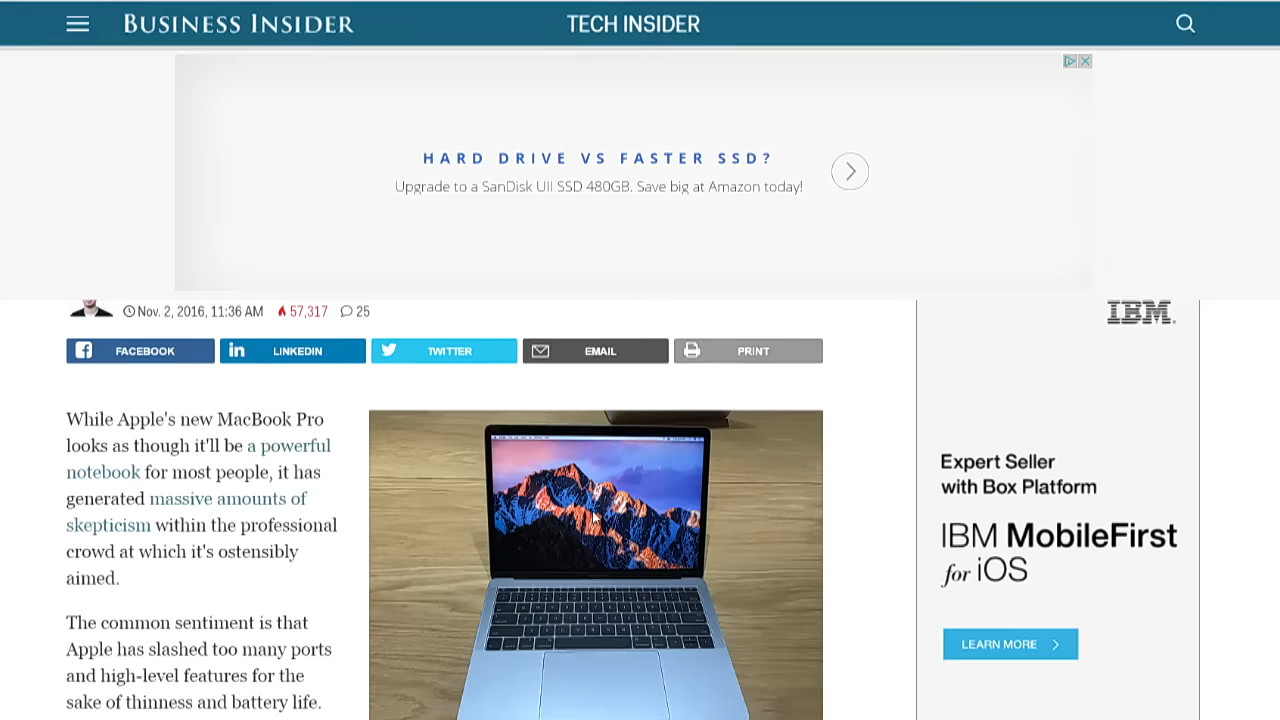 BUSINESS INSIDER
TECH INSIDER
HARD DRIVE VS FASTER SSD?
Upgrade to a SanDisk UII SSD 480GB. Save big at Amazon today!
Nov. 2, 2016, 11:36 AM 57,317 25
IBM
FACEBOOK
LINKEDIN
TWITTER
EMAIL
PRINT
While Apple's new MacBook Pro
looks as though it'll be a powerful
notebook for most people, it has
generated massive amounts of
skepticism within the professional
crowd at which it's ostensibly
aimed.
The common sentiment is that
Apple has slashed too many ports
and high-level features for the
sake of thinness and battery life.
Expert Seller
with Box Platform
IBM MobileFirst
for iOS
LEARN MORE